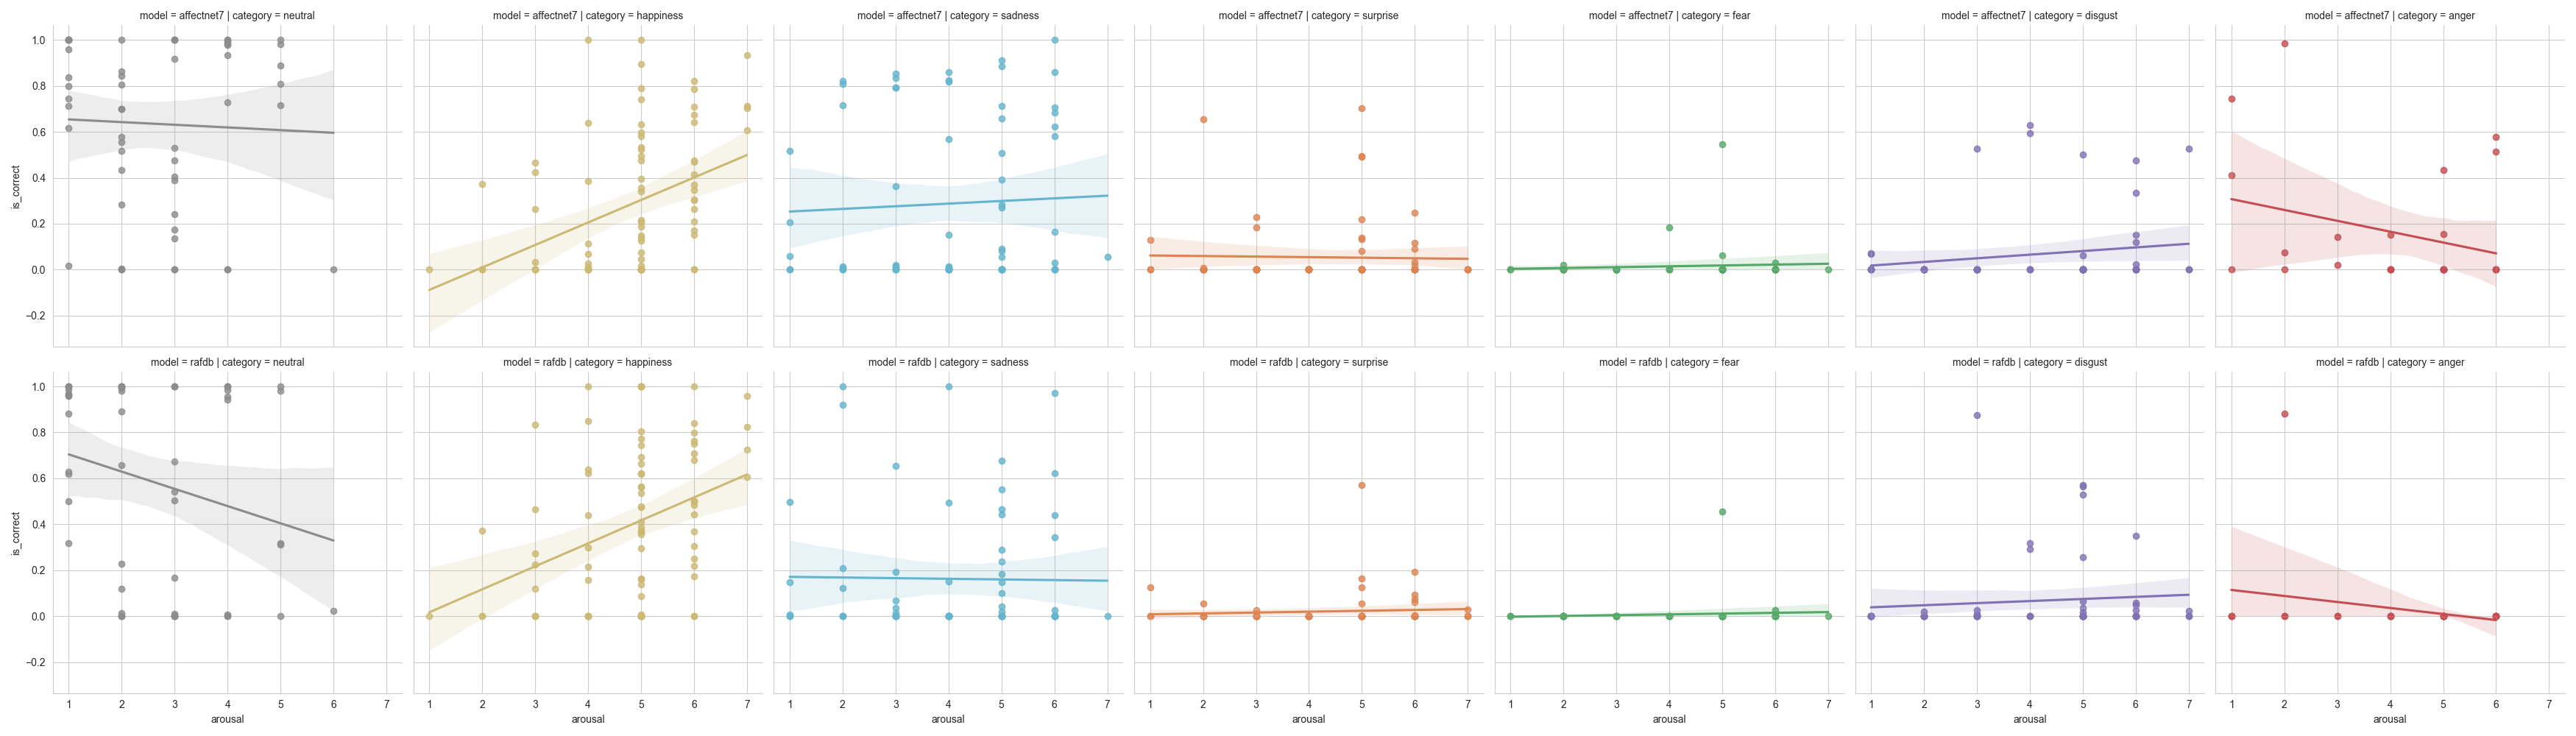 model = affectnet7 | category = neutral
model = affectnet7 | category = happiness
model = affectnet7 | category = sadness
model = affectnet7 | category = surprise
model = affectnet7 | category = fear
model = affectnet7 | category = disgust
model = affectnet7 | category = anger
1.0
0.8
0.6
0.4
0.2
0.0
−0.2
is_correct
model = rafdb | category = neutral
model = rafdb | category = happiness
model = rafdb | category = sadness
model = rafdb | category = surprise
model = rafdb | category = fear
model = rafdb | category = disgust
model = rafdb | category = anger
1.0
0.8
0.6
0.4
0.2
0.0
−0.2
is_correct
1 2 3 4 5 6 7
arousal
1 2 3 4 5 6 7
arousal
1 2 3 4 5 6 7
arousal
1 2 3 4 5 6 7
arousal
1 2 3 4 5 6 7
arousal
1 2 3 4 5 6 7
arousal
1 2 3 4 5 6 7
arousal